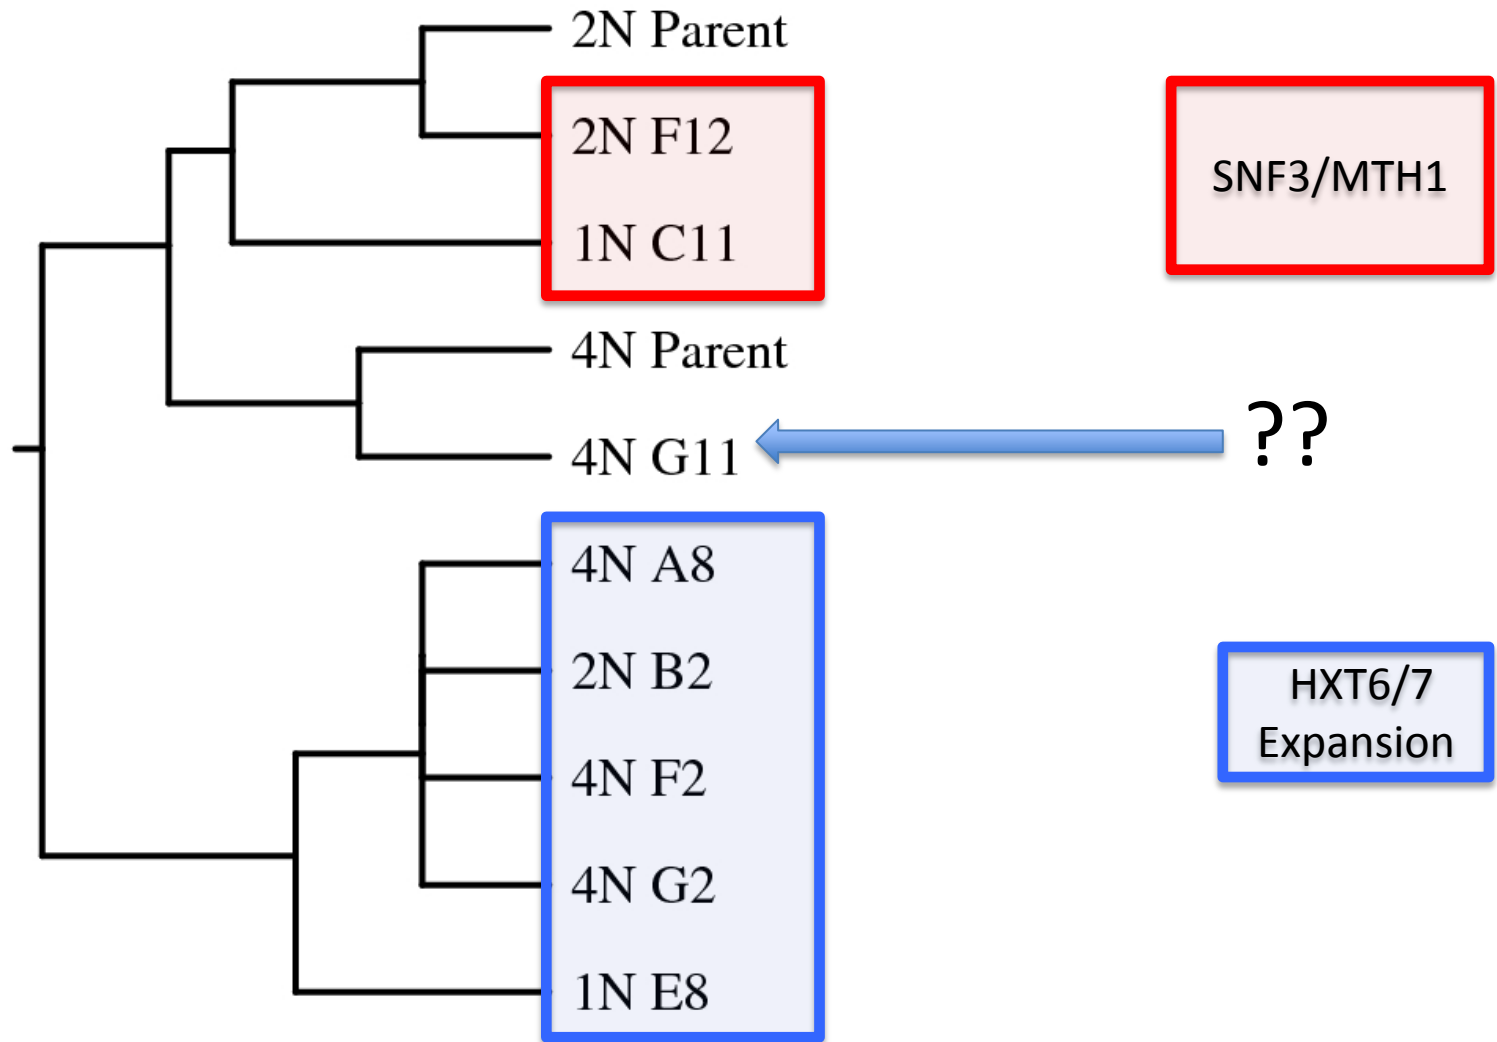 2N Parent
2N F12
1N C11
4N Parent
4N G11
4N A8
2N B2
4N F2
4N G2
1N E8
SNF3/MTH1
??
HXT6/7
Expansion